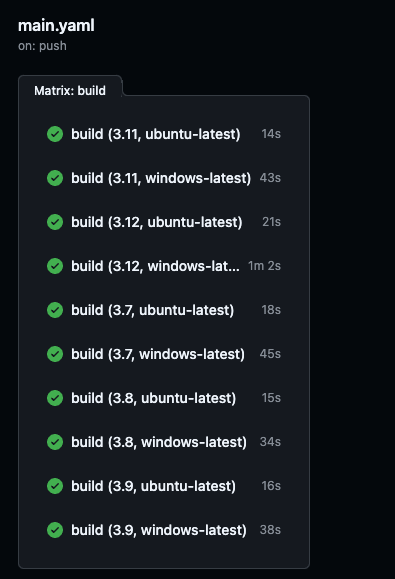 main.yaml
on: push
Matrix: build
build (3.11, ubuntu-latest) 14s
build (3.11, windows-latest) 43s
build (3.12, ubuntu-latest) 21s
build (3.12, windows-lat... 1m 2s
build (3.7, ubuntu-latest) 18s
build (3.7, windows-latest) 45s
build (3.8, ubuntu-latest) 15s
build (3.8, windows-latest) 34s
build (3.9, ubuntu-latest) 16s
build (3.9, windows-latest) 38s